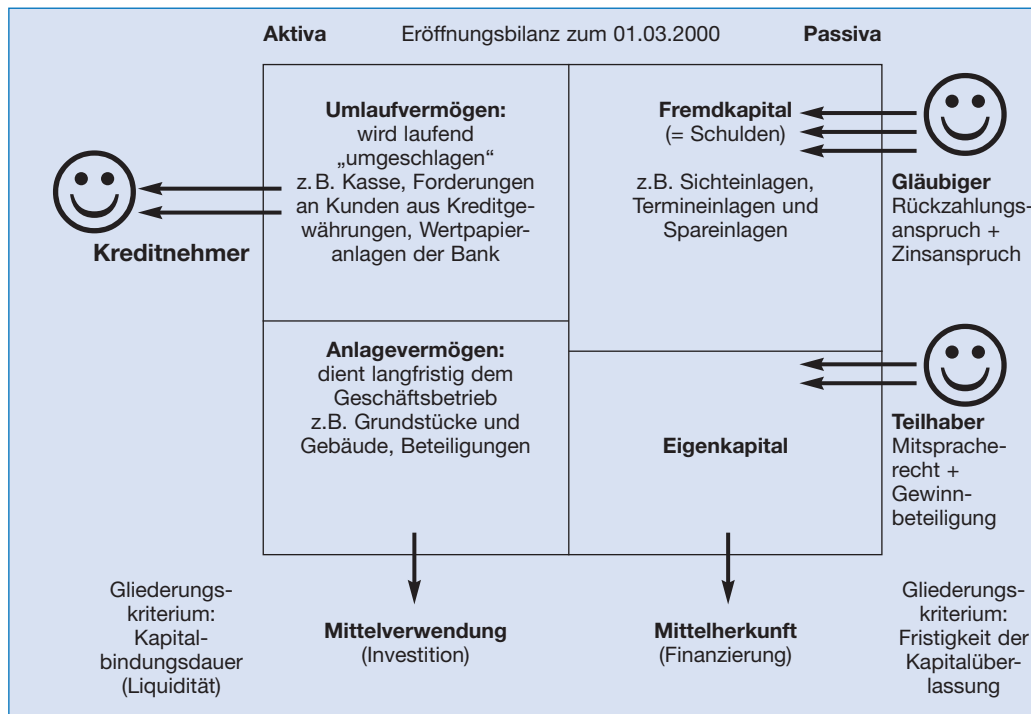 Aktiva Eröffnungsbilanz zum 01.03.2000 Passiva
Umlaufvermögen:
wird laufend
„umgeschlagen“
z.B. Kasse, Forderungen
an Kunden aus Kreditge-
währungen, Wertpapier-
anlagen der Bank
Kreditnehmer
Fremdkapital
(= Schulden)
z.B. Sichteinlagen,
Termineinlagen und
Spareinlagen
Gläubiger
Rückzahlungs-
anspruch +
Zinsanspruch
Anlagevermögen:
dient langfristig dem
Geschäftsbetrieb
z.B. Grundstücke und
Gebäude, Beteiligungen
Eigenkapital
Teilhaber
Mitsprache-
recht +
Gewinn-
beteiligung
Gliederungs-
kriterium:
Kapital-
bindungsdauer
(Liquidität)
Mittelverwendung
(Investition)
Mittelherkunft
(Finanzierung)
Gliederungs-
kriterium:
Fristigkeit der
Kapitalüber-
lassung